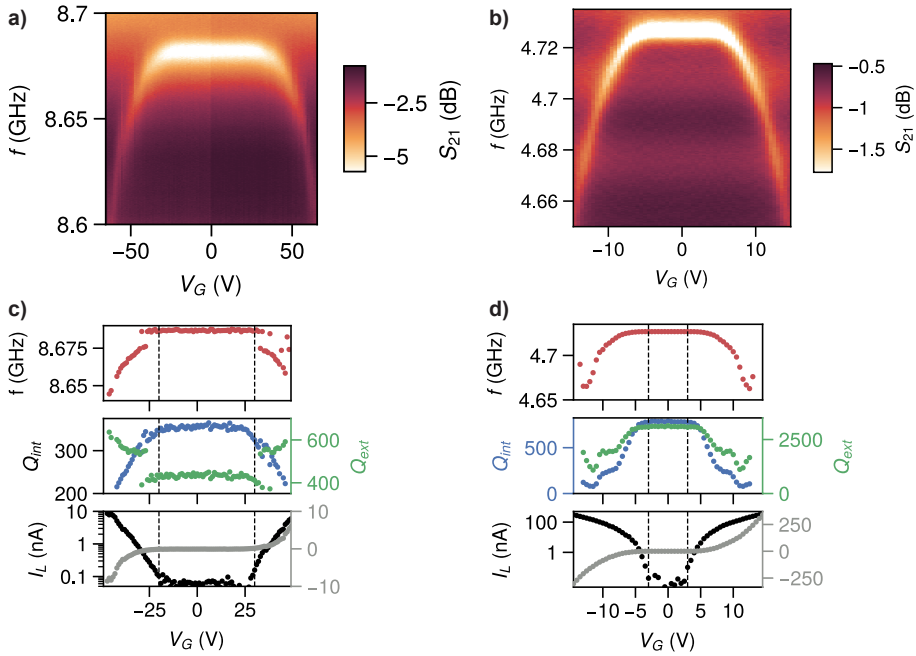 a)
8.7
8.65
8.6
f (GHz)
−50
0
50
V_G (V)
−2.5
−5
S_21 (dB)
b)
4.72
4.7
4.68
4.66
f (GHz)
−10
0
10
V_G (V)
−0.5
−1
−1.5
S_21 (dB)
c)
f (GHz)
8.675
8.65
Q_int
300
200
600
400
Q_ext
I_L (nA)
10
1
0.1
10
0
−10
−25
0
25
V_G (V)
d)
f (GHz)
4.7
4.65
Q_int
500
0
2500
0
Q_ext
I_L (nA)
100
1
250
0
−250
−10
−5
0
5
10
V_G (V)